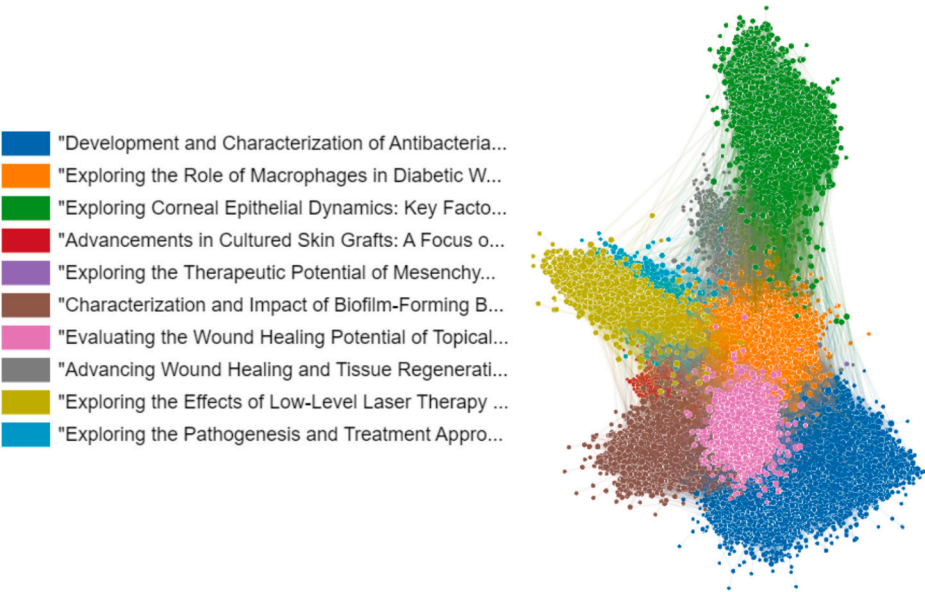 "Development and Characterization of Antibacteria...
"Exploring the Role of Macrophages in Diabetic W...
"Exploring Corneal Epithelial Dynamics: Key Facto...
"Advancements in Cultured Skin Grafts: A Focus o...
"Exploring the Therapeutic Potential of Mesenchy...
"Characterization and Impact of Biofilm-Forming B...
"Evaluating the Wound Healing Potential of Topical...
"Advancing Wound Healing and Tissue Regenerati...
"Exploring the Effects of Low-Level Laser Therapy ...
"Exploring the Pathogenesis and Treatment Appro...